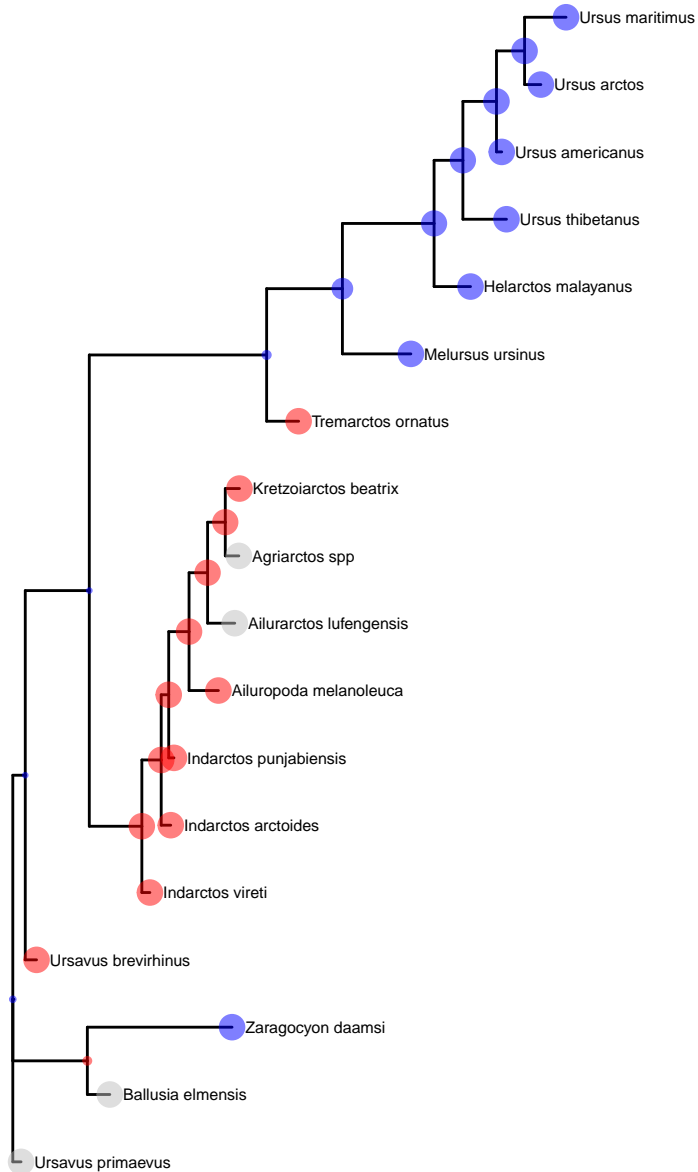 Ursus maritimus
Ursus arctos
Ursus americanus
Ursus thibetanus
Helarctos malayanus
Melursus ursinus
Tremarctos ornatus
Kretzoiarctos beatrix
Agriarctos spp
Ailurarctos lufengensis
Ailuropoda melanoleuca
Indarctos punjabiensis
Indarctos arctoides
Indarctos vireti
Ursavus brevirhinus
Zaragocyon daamsi
Ballusia elmensis
Ursavus primaevus